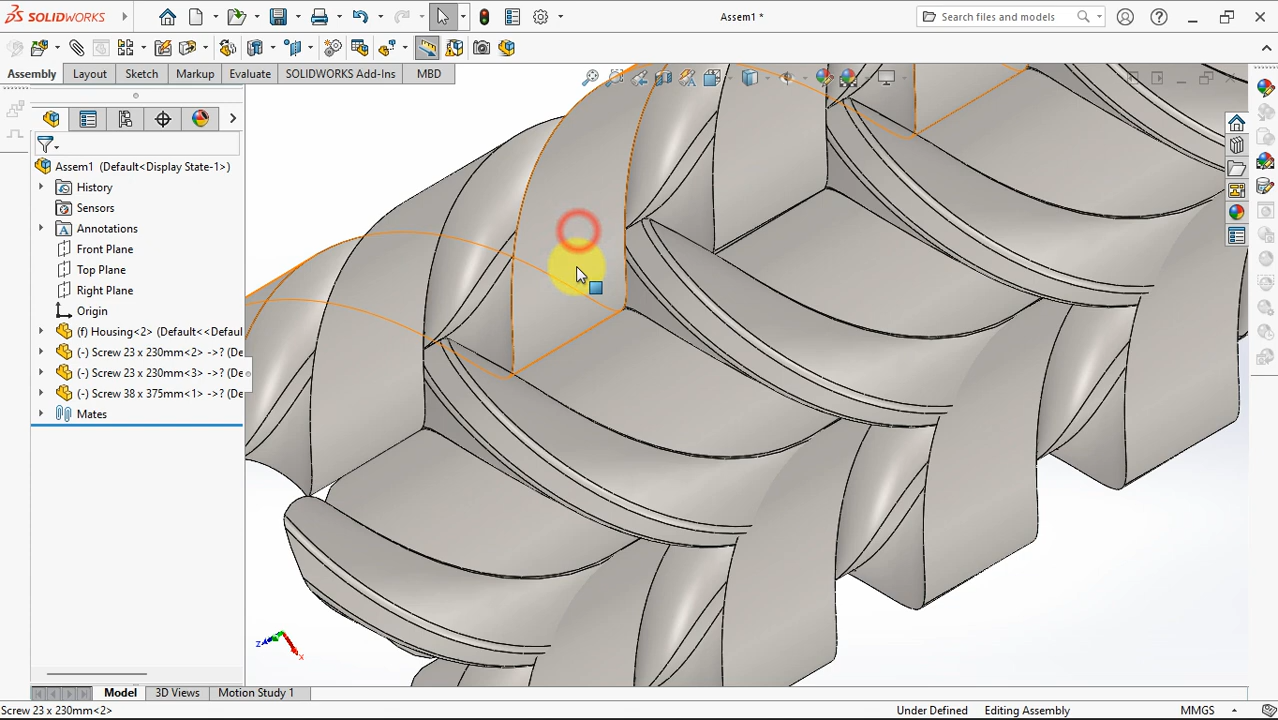 SOLIDWORKS
Assem1 *
Search files and models
Assembly Layout Sketch Markup Evaluate SOLIDWORKS Add-Ins MBD
Assem1 (Default<Display State-1>)
History
Sensors
Annotations
Front Plane
Top Plane
Right Plane
Origin
(f) Housing<2> (Default<<Defaul
(-) Screw 23 x 230mm<2> ->? (De
(-) Screw 23 x 230mm<3> ->? (De
(-) Screw 38 x 375mm<1> ->? (De
Mates
z
x
Model 3D Views Motion Study 1
Screw 23 x 230mm<2>
Under Defined Editing Assembly MMGS